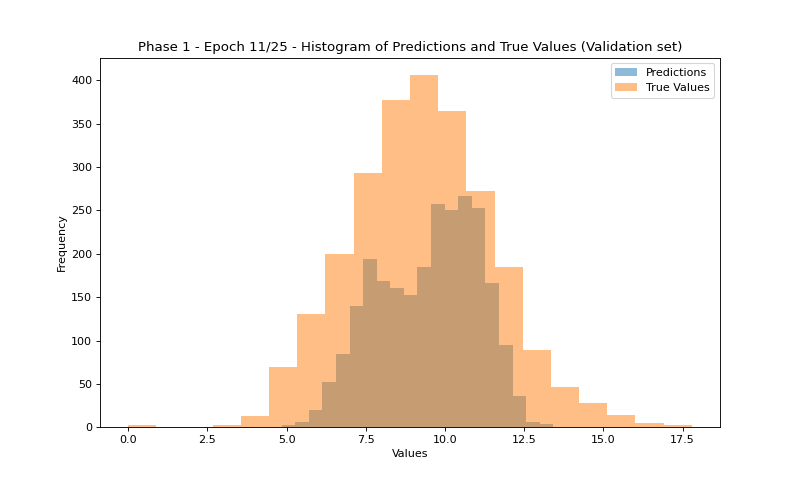 Phase 1 - Epoch 11/25 - Histogram of Predictions and True Values (Validation set)
Predictions
True Values
Frequency
400
350
300
250
200
150
100
50
0
0.0 2.5 5.0 7.5 10.0 12.5 15.0 17.5
Values